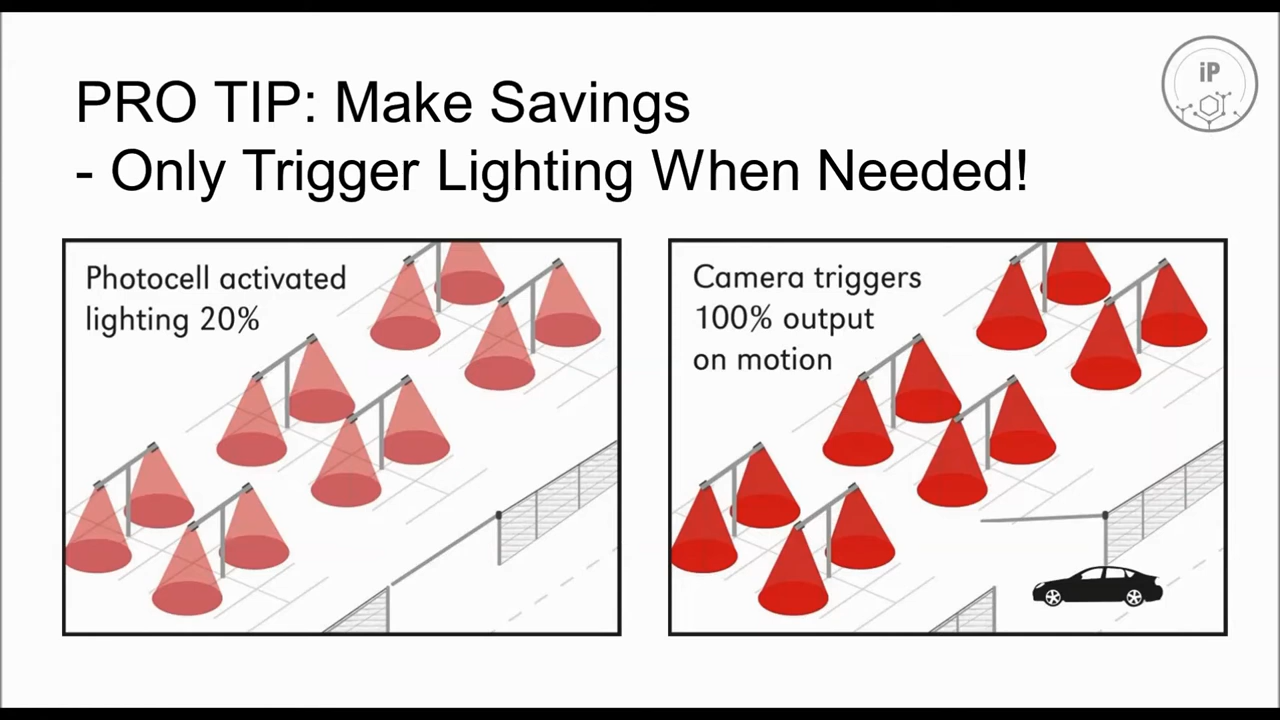 PRO TIP: Make Savings
- Only Trigger Lighting When Needed!
iP
Photocell activated
lighting 20%
Camera triggers
100% output
on motion